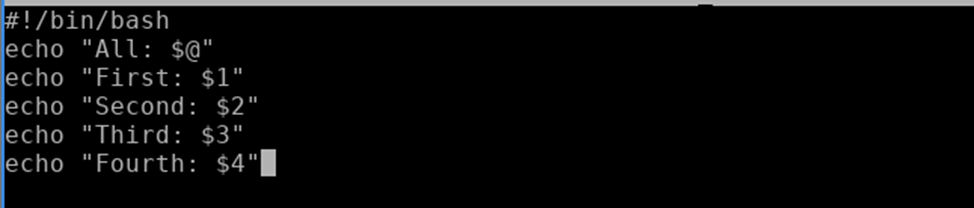 #!/bin/bash
echo "All: $@"
echo "First: $1"
echo "Second: $2"
echo "Third: $3"
echo "Fourth: $4"